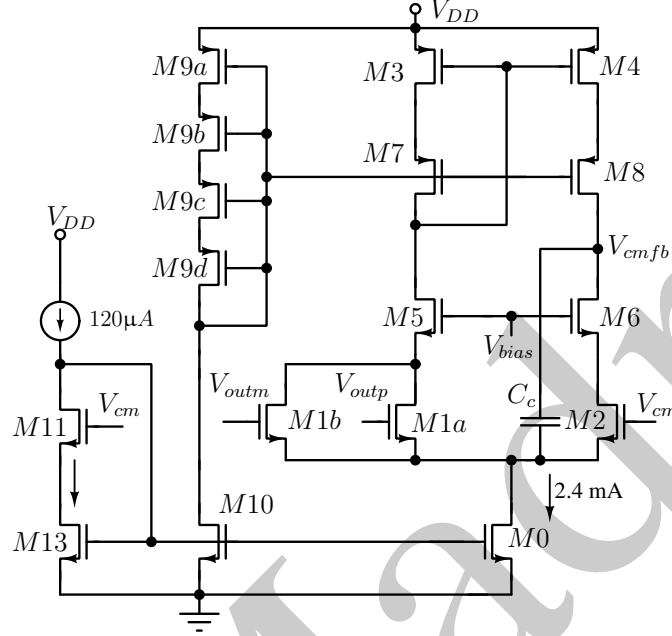 V_DD
M9a
M3
M4
M9b
M7
M8
M9c
V_DD
V_cmfb
M9d
120μA
M5
M6
V_bias
V_outm
V_outp
V_cm
C_c
V_cm
M11
M1b
M1a
M2
2.4 mA
M10
M13
M0